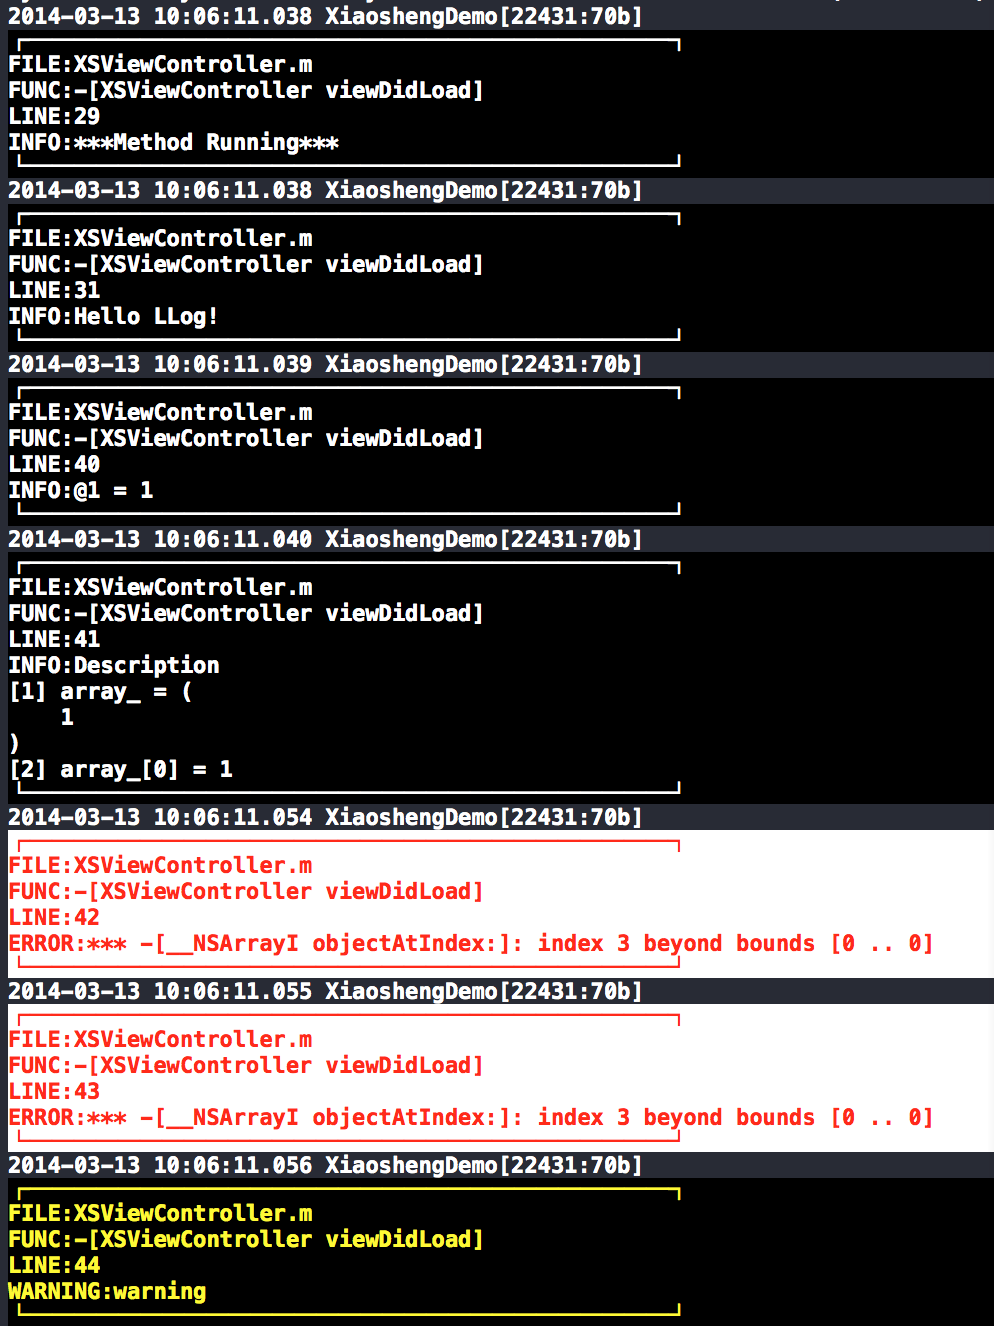 2014-03-13 10:06:11.038 XiaoshengDemo[22431:70b]
FILE:XSViewController.m
FUNC:-[XSViewController viewDidLoad]
LINE:29
INFO:***Method Running***
2014-03-13 10:06:11.038 XiaoshengDemo[22431:70b]
FILE:XSViewController.m
FUNC:-[XSViewController viewDidLoad]
LINE:31
INFO:Hello LLog!
2014-03-13 10:06:11.039 XiaoshengDemo[22431:70b]
FILE:XSViewController.m
FUNC:-[XSViewController viewDidLoad]
LINE:40
INFO:@1 = 1
2014-03-13 10:06:11.040 XiaoshengDemo[22431:70b]
FILE:XSViewController.m
FUNC:-[XSViewController viewDidLoad]
LINE:41
INFO:Description
[1] array_ = (
    1
)
[2] array_[0] = 1
2014-03-13 10:06:11.054 XiaoshengDemo[22431:70b]
FILE:XSViewController.m
FUNC:-[XSViewController viewDidLoad]
LINE:42
ERROR:*** -[__NSArrayI objectAtIndex:]: index 3 beyond bounds [0 .. 0]
2014-03-13 10:06:11.055 XiaoshengDemo[22431:70b]
FILE:XSViewController.m
FUNC:-[XSViewController viewDidLoad]
LINE:43
ERROR:*** -[__NSArrayI objectAtIndex:]: index 3 beyond bounds [0 .. 0]
2014-03-13 10:06:11.056 XiaoshengDemo[22431:70b]
FILE:XSViewController.m
FUNC:-[XSViewController viewDidLoad]
LINE:44
WARNING:warning